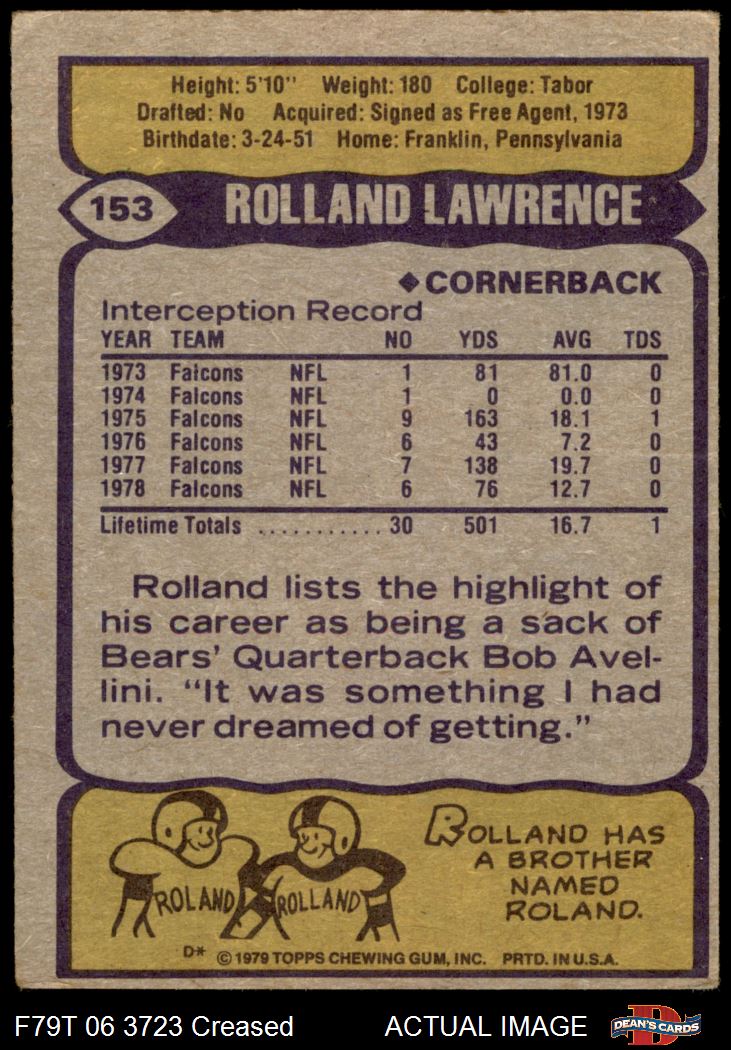 Height: 5'10" Weight: 180 College: Tabor
Drafted: No Acquired: Signed as Free Agent, 1973
Birthdate: 3-24-51 Home: Franklin, Pennsylvania
153 ROLLAND LAWRENCE
◆CORNERBACK
Interception Record
YEAR TEAM NO YDS AVG TDS
1973 Falcons NFL 1 81 81.0 0
1974 Falcons NFL 1 0 0.0 0
1975 Falcons NFL 9 163 18.1 1
1976 Falcons NFL 6 43 7.2 0
1977 Falcons NFL 7 138 19.7 0
1978 Falcons NFL 6 76 12.7 0
Lifetime Totals ............ 30 501 16.7 1
Rolland lists the highlight of
his career as being a sack of
Bears' Quarterback Bob Avel-
lini. "It was something I had
never dreamed of getting."
ROLAND ROLLAND
ROLLAND HAS
A BROTHER
NAMED
ROLAND.
D* © 1979 TOPPS CHEWING GUM, INC. PRTD. IN U.S.A.
F79T 06 3723 Creased ACTUAL IMAGE
D
DEAN'S CARDS